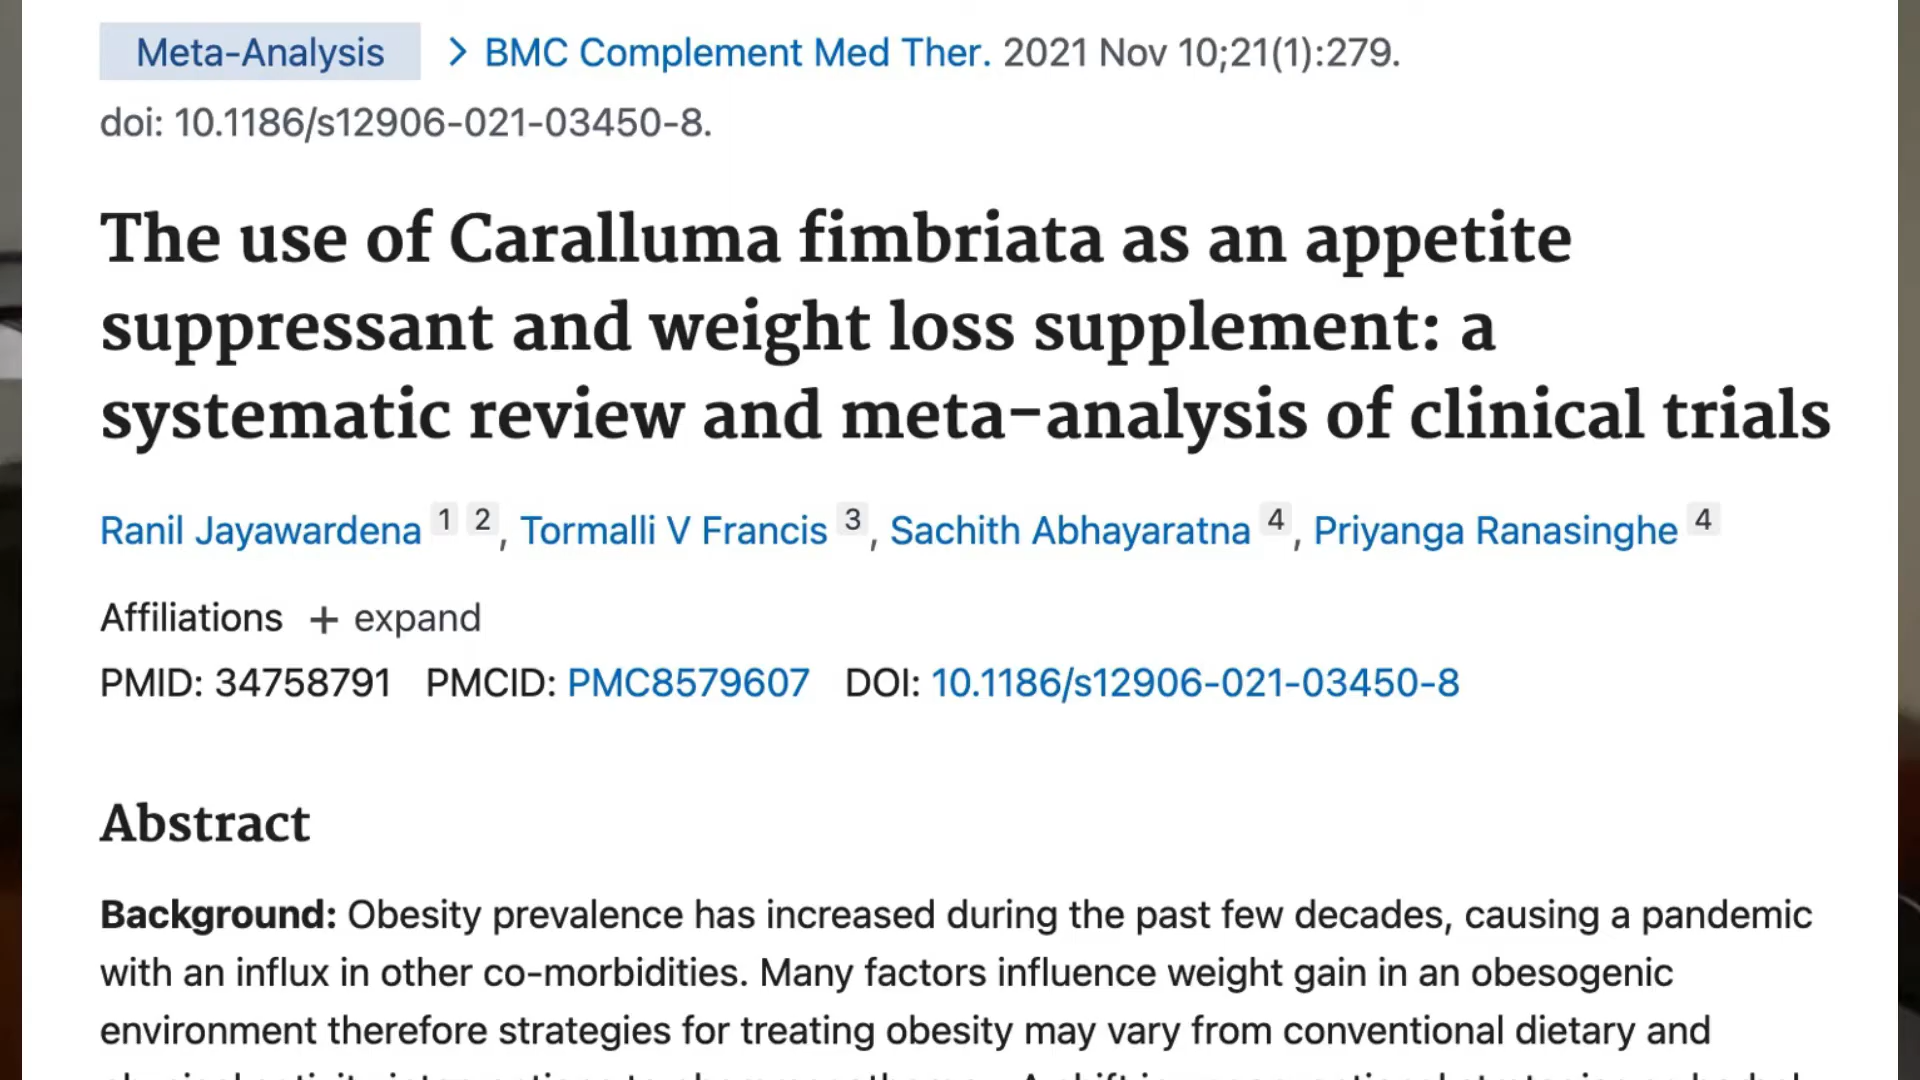 Meta-Analysis > BMC Complement Med Ther. 2021 Nov 10;21(1):279.
doi: 10.1186/s12906-021-03450-8.
The use of Caralluma fimbriata as an appetite
suppressant and weight loss supplement: a
systematic review and meta-analysis of clinical trials
Ranil Jayawardena 1 2, Tormalli V Francis 3, Sachith Abhayaratna 4, Priyanga Ranasinghe 4
Affiliations + expand
PMID: 34758791 PMCID: PMC8579607 DOI: 10.1186/s12906-021-03450-8
Abstract
Background: Obesity prevalence has increased during the past few decades, causing a pandemic
with an influx in other co-morbidities. Many factors influence weight gain in an obesogenic
environment therefore strategies for treating obesity may vary from conventional dietary and